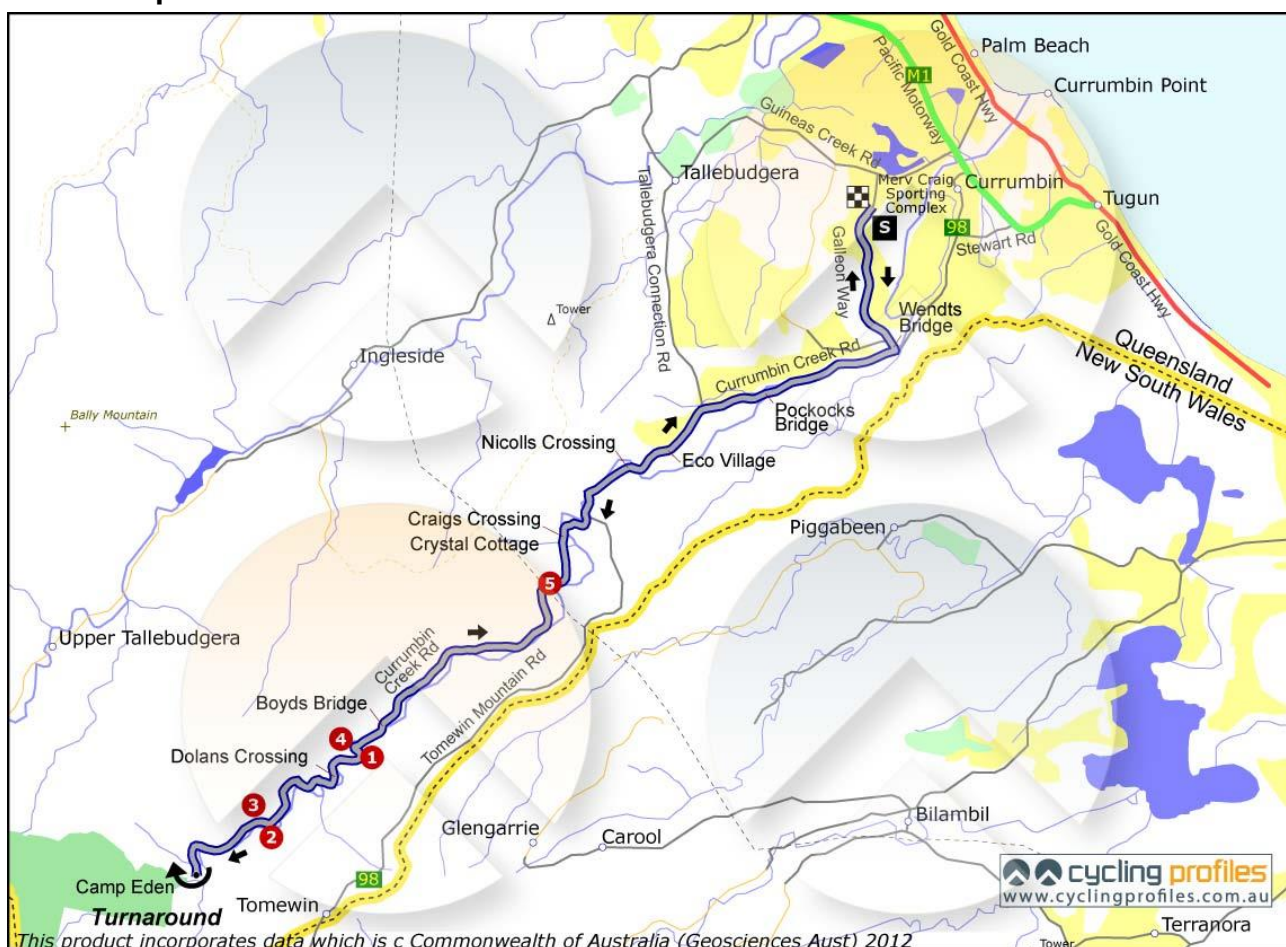 Palm Beach
Currumbin Point
Gold Coast Hwy
Pacific Motorway
M1
Guineas Creek Rd
Tallebudgera
Merv Craig
Sporting
Complex
Currumbin
Tugun
S
98
Stewart Rd
Gold Coast Hwy
Tallebudgera Connection Rd
Galleon Way
Tower
Wendts
Bridge
Ingleside
Currumbin Creek Rd
Queensland
New South Wales
Bally Mountain
Pockocks
Bridge
Nicolls Crossing
Eco Village
Craigs Crossing
Crystal Cottage
Piggabeen
5
Upper Tallebudgera
Currumbin
Creek Rd
Tomewin Mountain Rd
Boyds Bridge
4
1
Dolans Crossing
3
2
Glengarrie
Carool
Bilambil
Camp Eden
98
Turnaround
Tomewin
cycling profiles
www.cyclingprofiles.com.au
Terranora
This product incorporates data which is c Commonwealth of Australia (Geosciences Aust) 2012
Tower